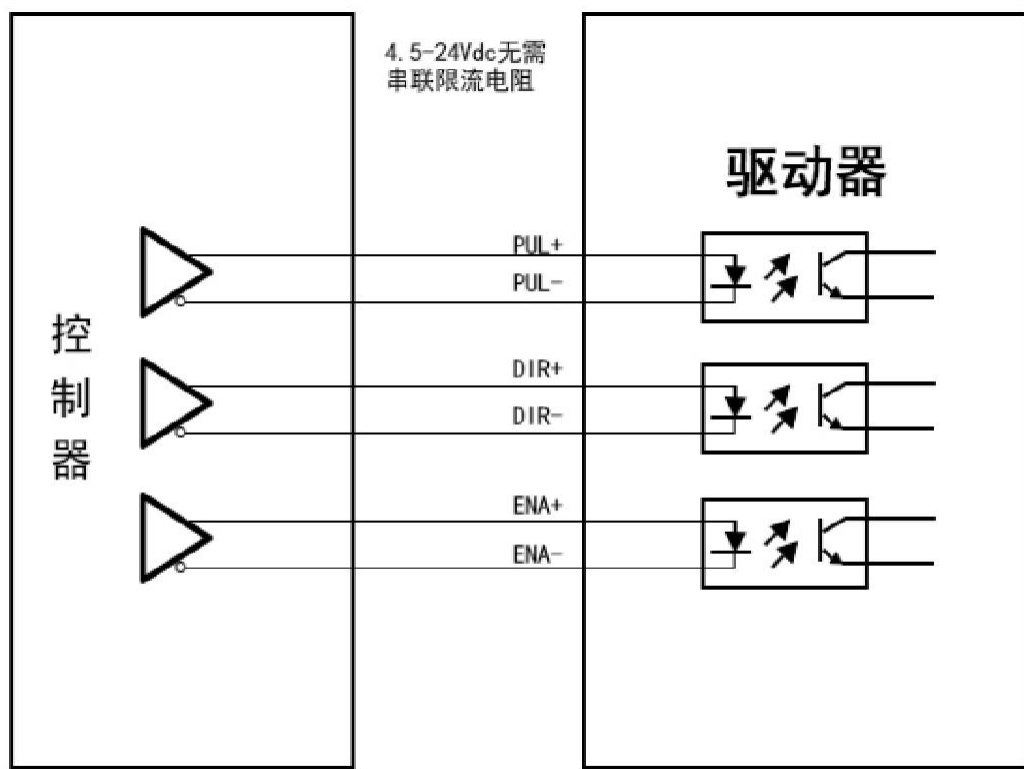 4.5-24Vdc无需
串联限流电阻
驱动器
控
制
器
PUL+
PUL-
DIR+
DIR-
ENA+
ENA-